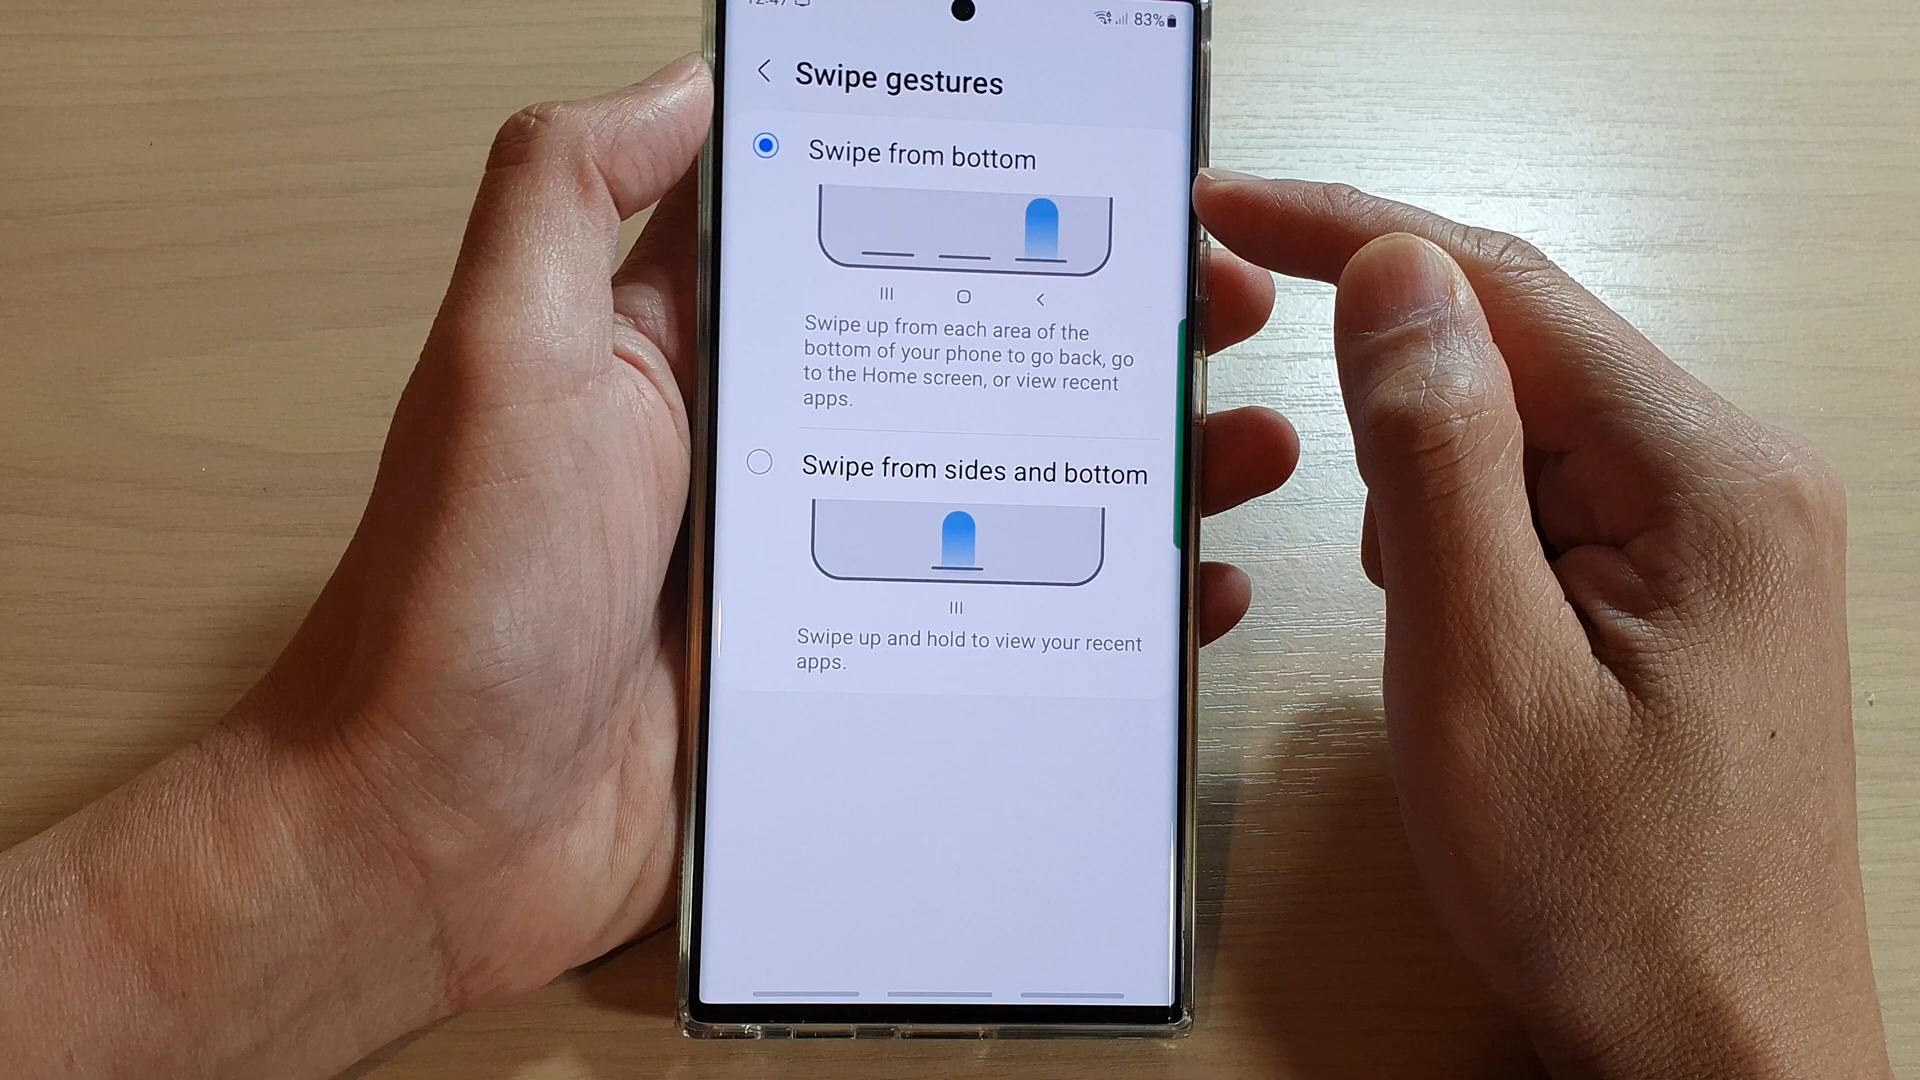 12:47
83%
Swipe gestures
Swipe from bottom
Swipe up from each area of the
bottom of your phone to go back, go
to the Home screen, or view recent
apps.
Swipe from sides and bottom
Swipe up and hold to view your recent
apps.